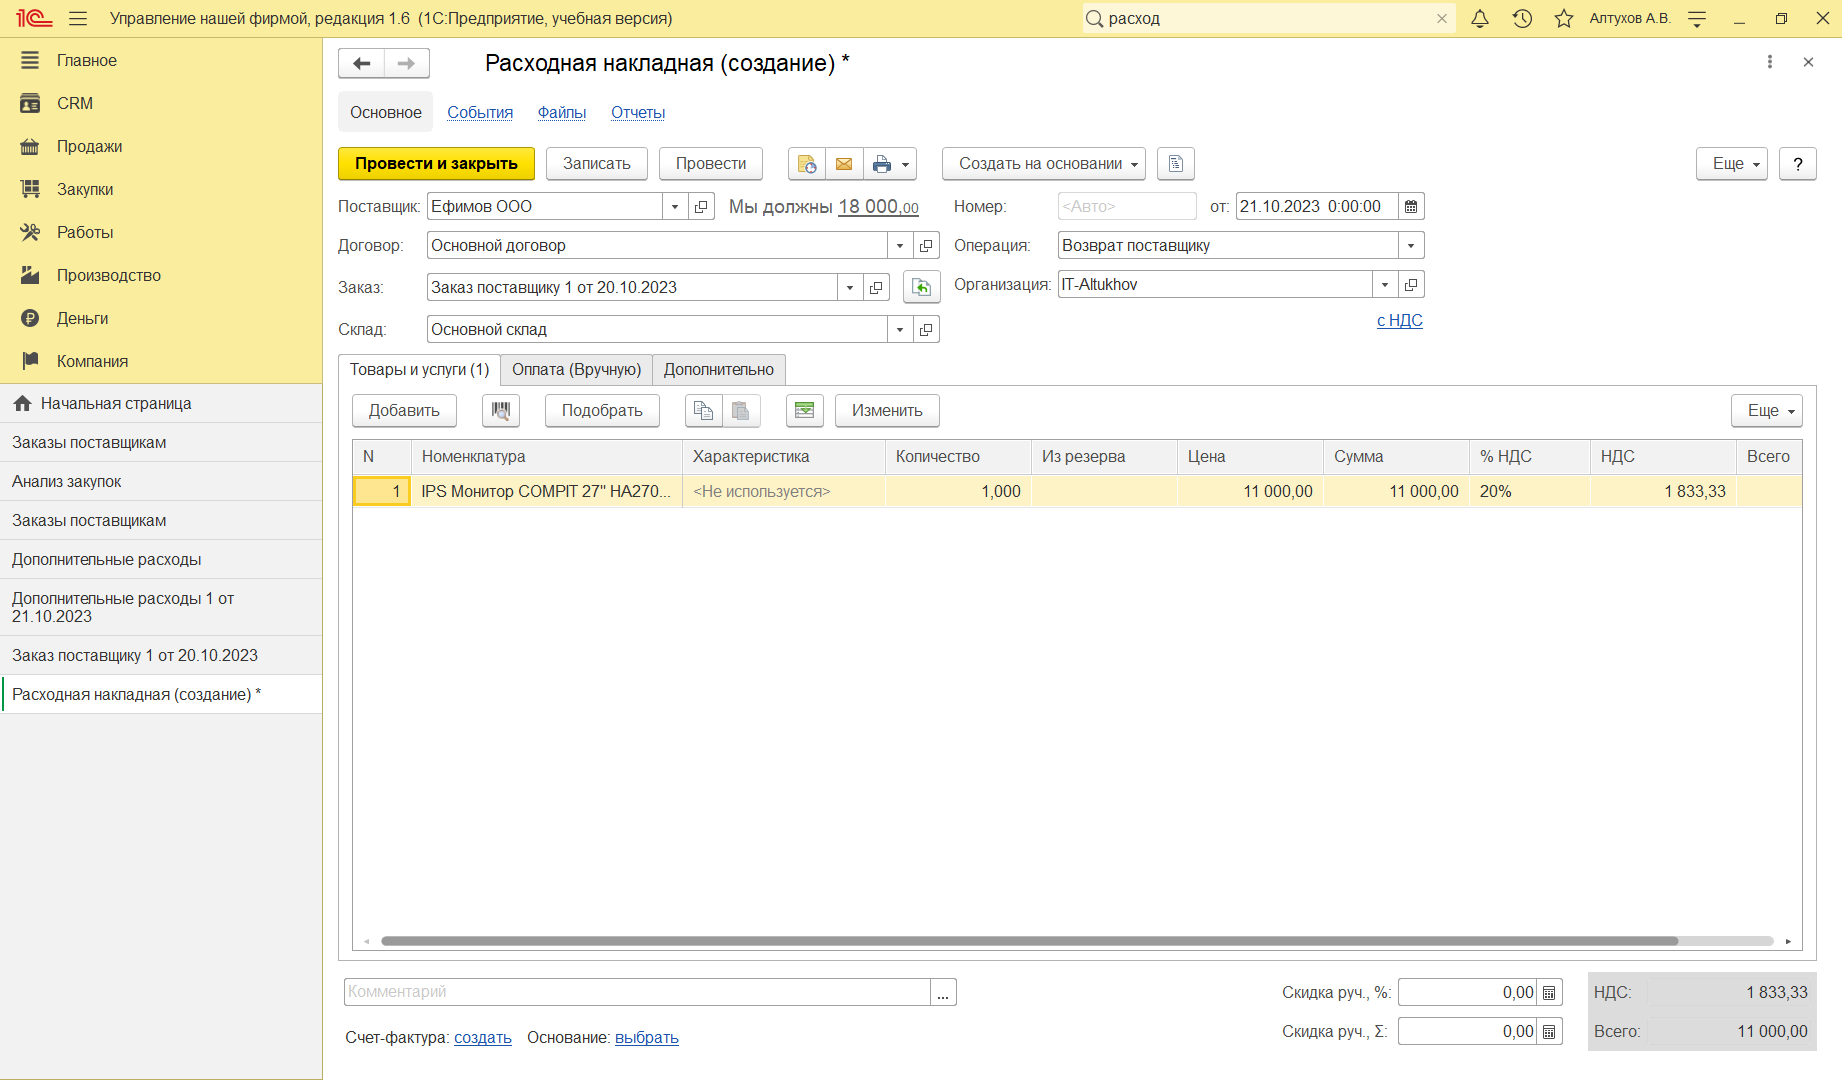 1С Управление нашей фирмой, редакция 1.6 (1С:Предприятие, учебная версия) расход Алтухов А.В.
Главное
CRM
Продажи
Закупки
Работы
Производство
Деньги
Компания
Начальная страница
Заказы поставщикам
Анализ закупок
Заказы поставщикам
Дополнительные расходы
Дополнительные расходы 1 от
21.10.2023
Заказ поставщику 1 от 20.10.2023
Расходная накладная (создание) *
Расходная накладная (создание) *
Основное События Файлы Отчеты
Провести и закрыть Записать Провести Создать на основании Еще ?
Поставщик: Ефимов ООО Мы должны 18 000,00 Номер: <Авто> от: 21.10.2023 0:00:00
Договор: Основной договор Операция: Возврат поставщику
Заказ: Заказ поставщику 1 от 20.10.2023 Организация: IT-Altukhov
Склад: Основной склад с НДС
Товары и услуги (1) Оплата (Вручную) Дополнительно
Добавить Подобрать Изменить Еще
N Номенклатура Характеристика Количество Из резерва Цена Сумма % НДС НДС Всего
1 IPS Монитор COMPIT 27" HA270... <Не используется> 1,000 11 000,00 11 000,00 20% 1 833,33
Комментарий ... Скидка руч., %: 0,00 НДС: 1 833,33
Счет-фактура: создать Основание: выбрать Скидка руч., Σ: 0,00 Всего: 11 000,00